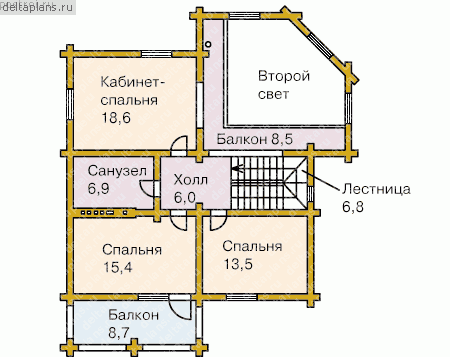 deltaplans.ru
Кабинет-
спальня
18,6
Второй
свет
Балкон 8,5
Санузел
6,9
Холл
6,0
Лестница
6,8
Спальня
15,4
Спальня
13,5
Балкон
8,7